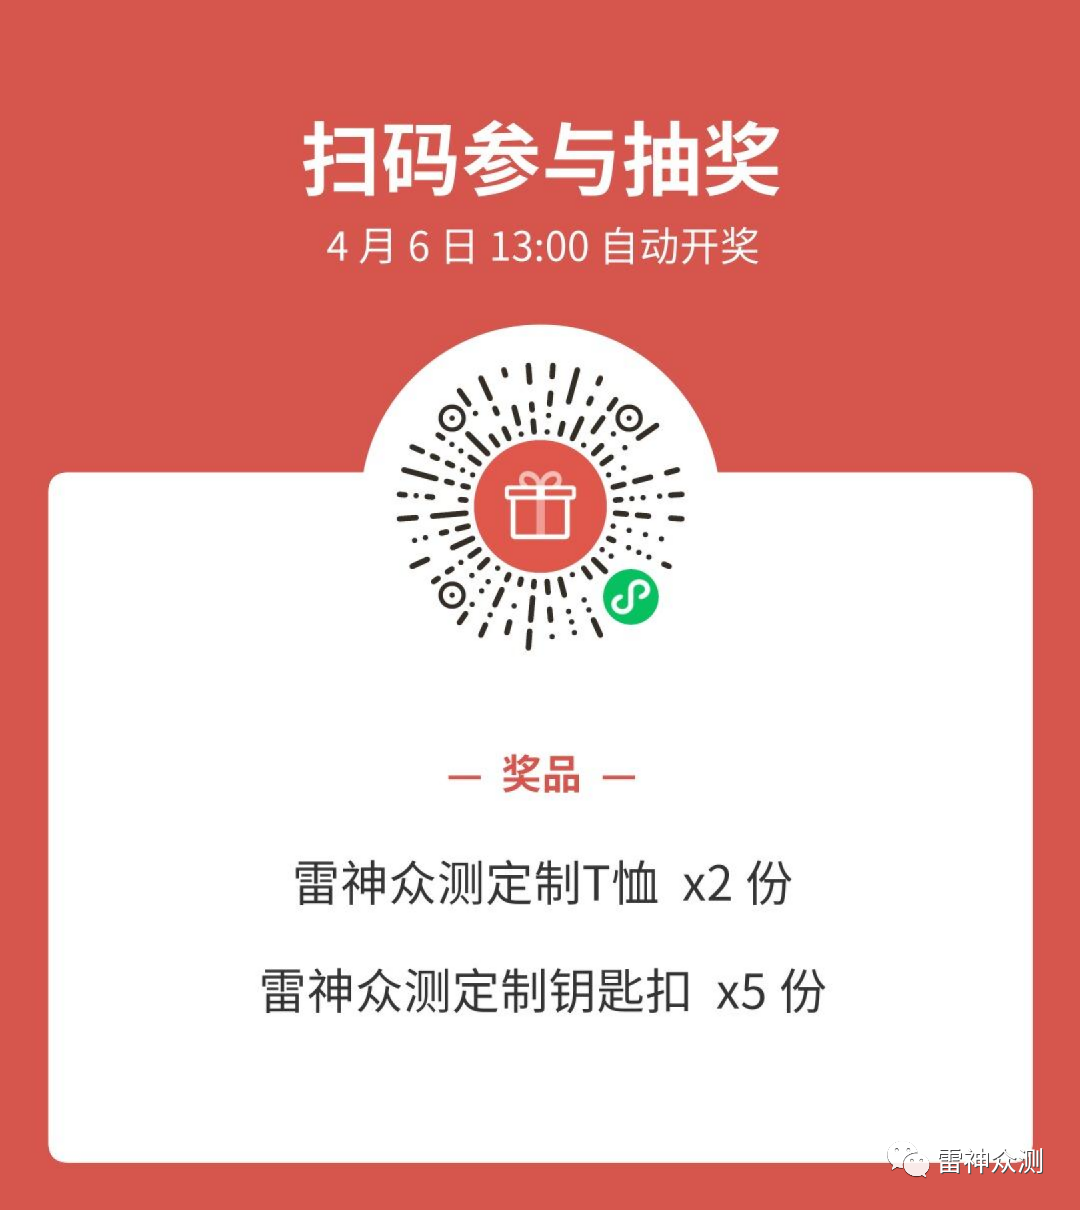 扫码参与抽奖
4 月 6 日 13:00 自动开奖
— 奖品 —
雷神众测定制T恤 x2 份
雷神众测定制钥匙扣 x5 份
雷神众测